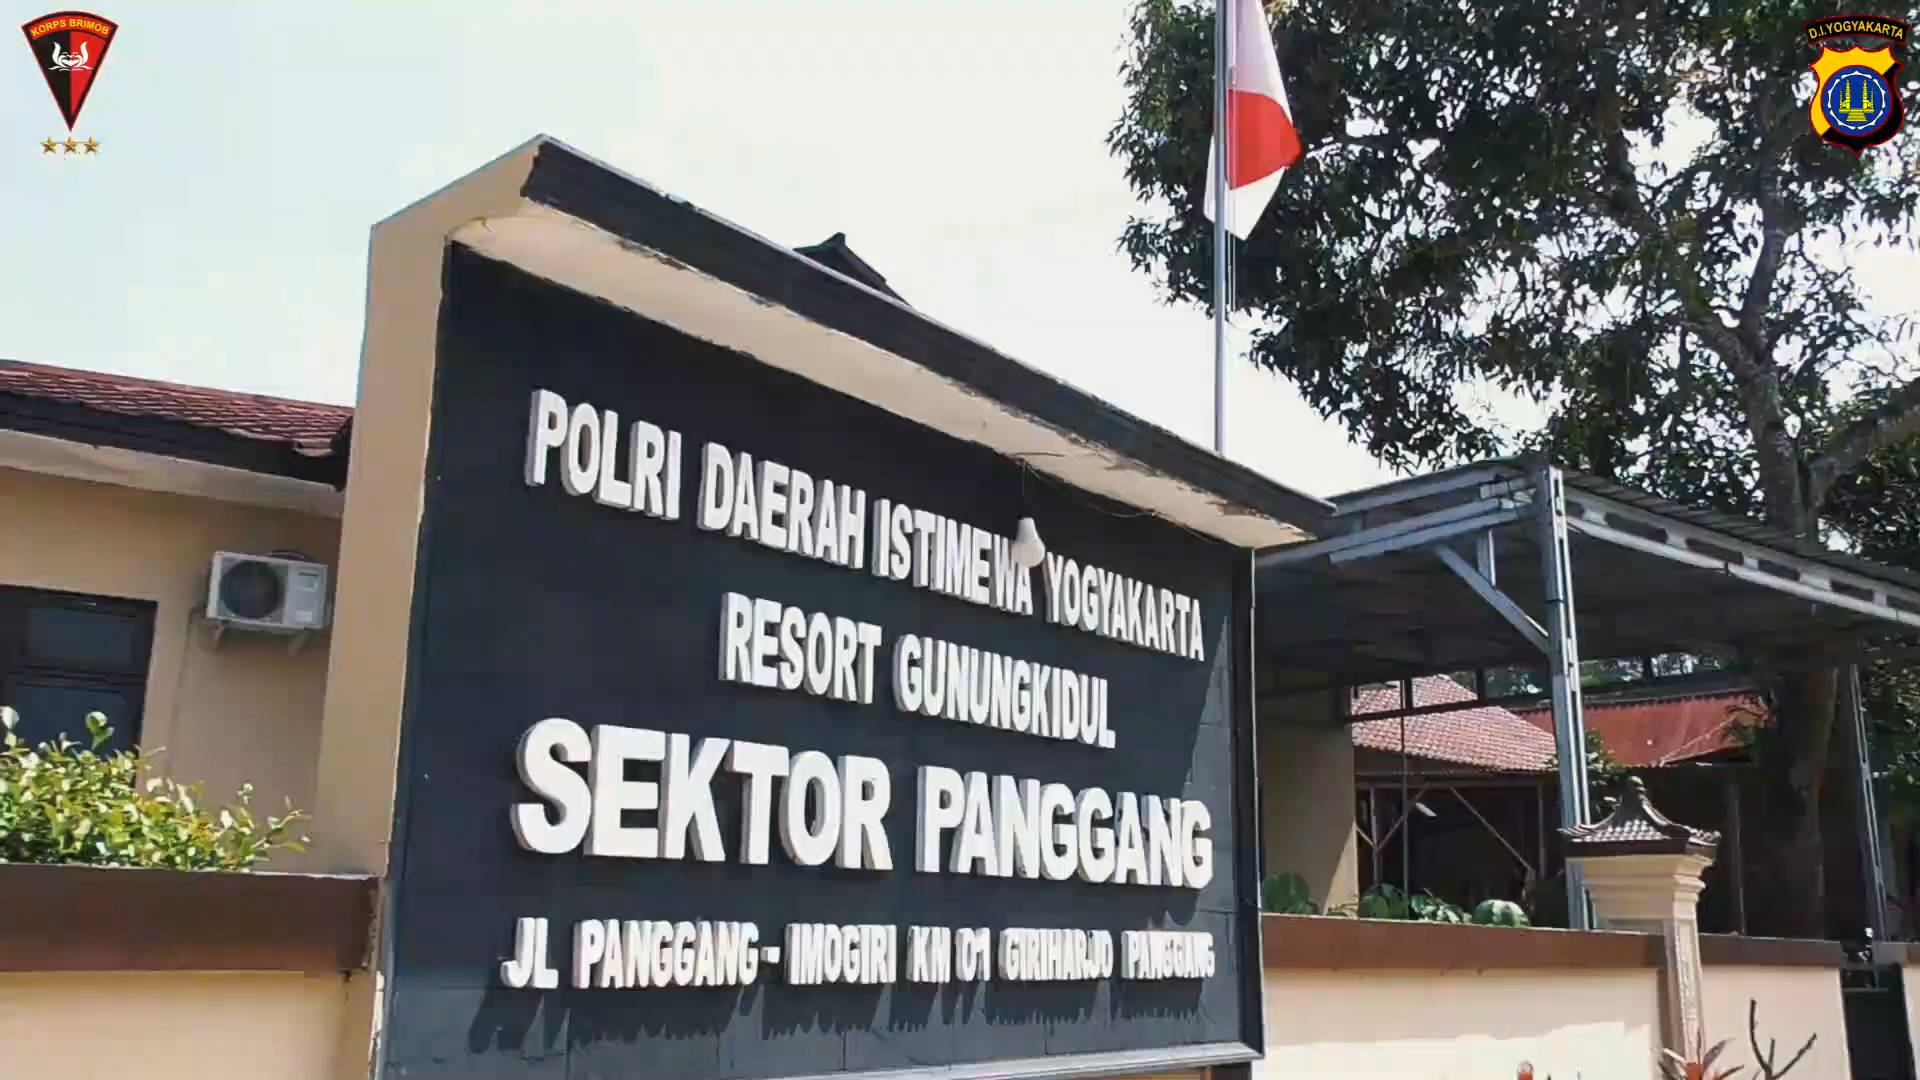 KORPS BRIMOB
D.I.YOGYAKARTA
POLRI DAERAH ISTIMEWA YOGYAKARTA
RESORT GUNUNGKIDUL
SEKTOR PANGGANG
JL PANGGANG - IMOGIRI KM 01 GIRIHARJO PANGGANG